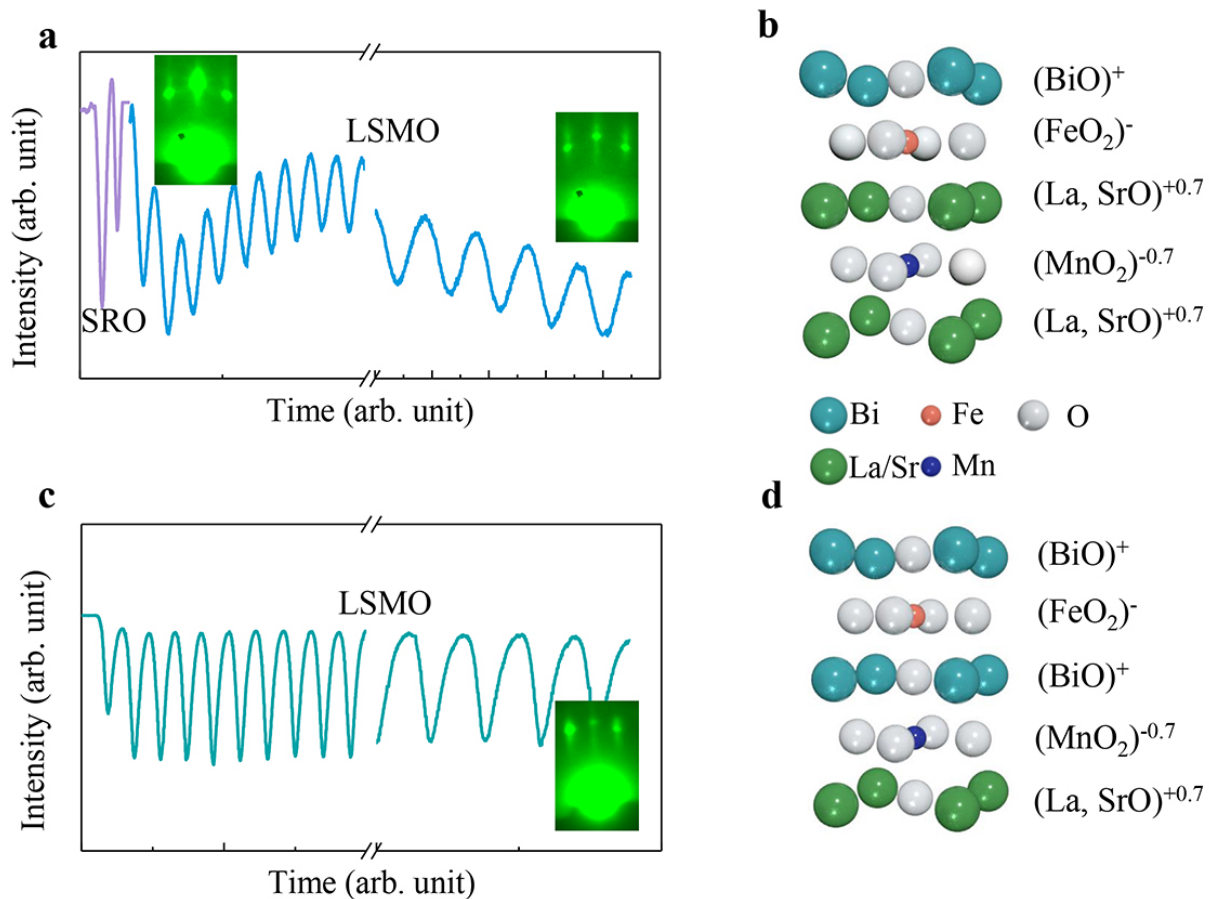 a
Intensity (arb. unit)
LSMO
SRO
Time (arb. unit)
b
(BiO)⁺
(FeO₂)⁻
(La, SrO)⁺⁰·⁷
(MnO₂)⁻⁰·⁷
(La, SrO)⁺⁰·⁷
Bi Fe O
La/Sr Mn
c
Intensity (arb. unit)
LSMO
Time (arb. unit)
d
(BiO)⁺
(FeO₂)⁻
(BiO)⁺
(MnO₂)⁻⁰·⁷
(La, SrO)⁺⁰·⁷